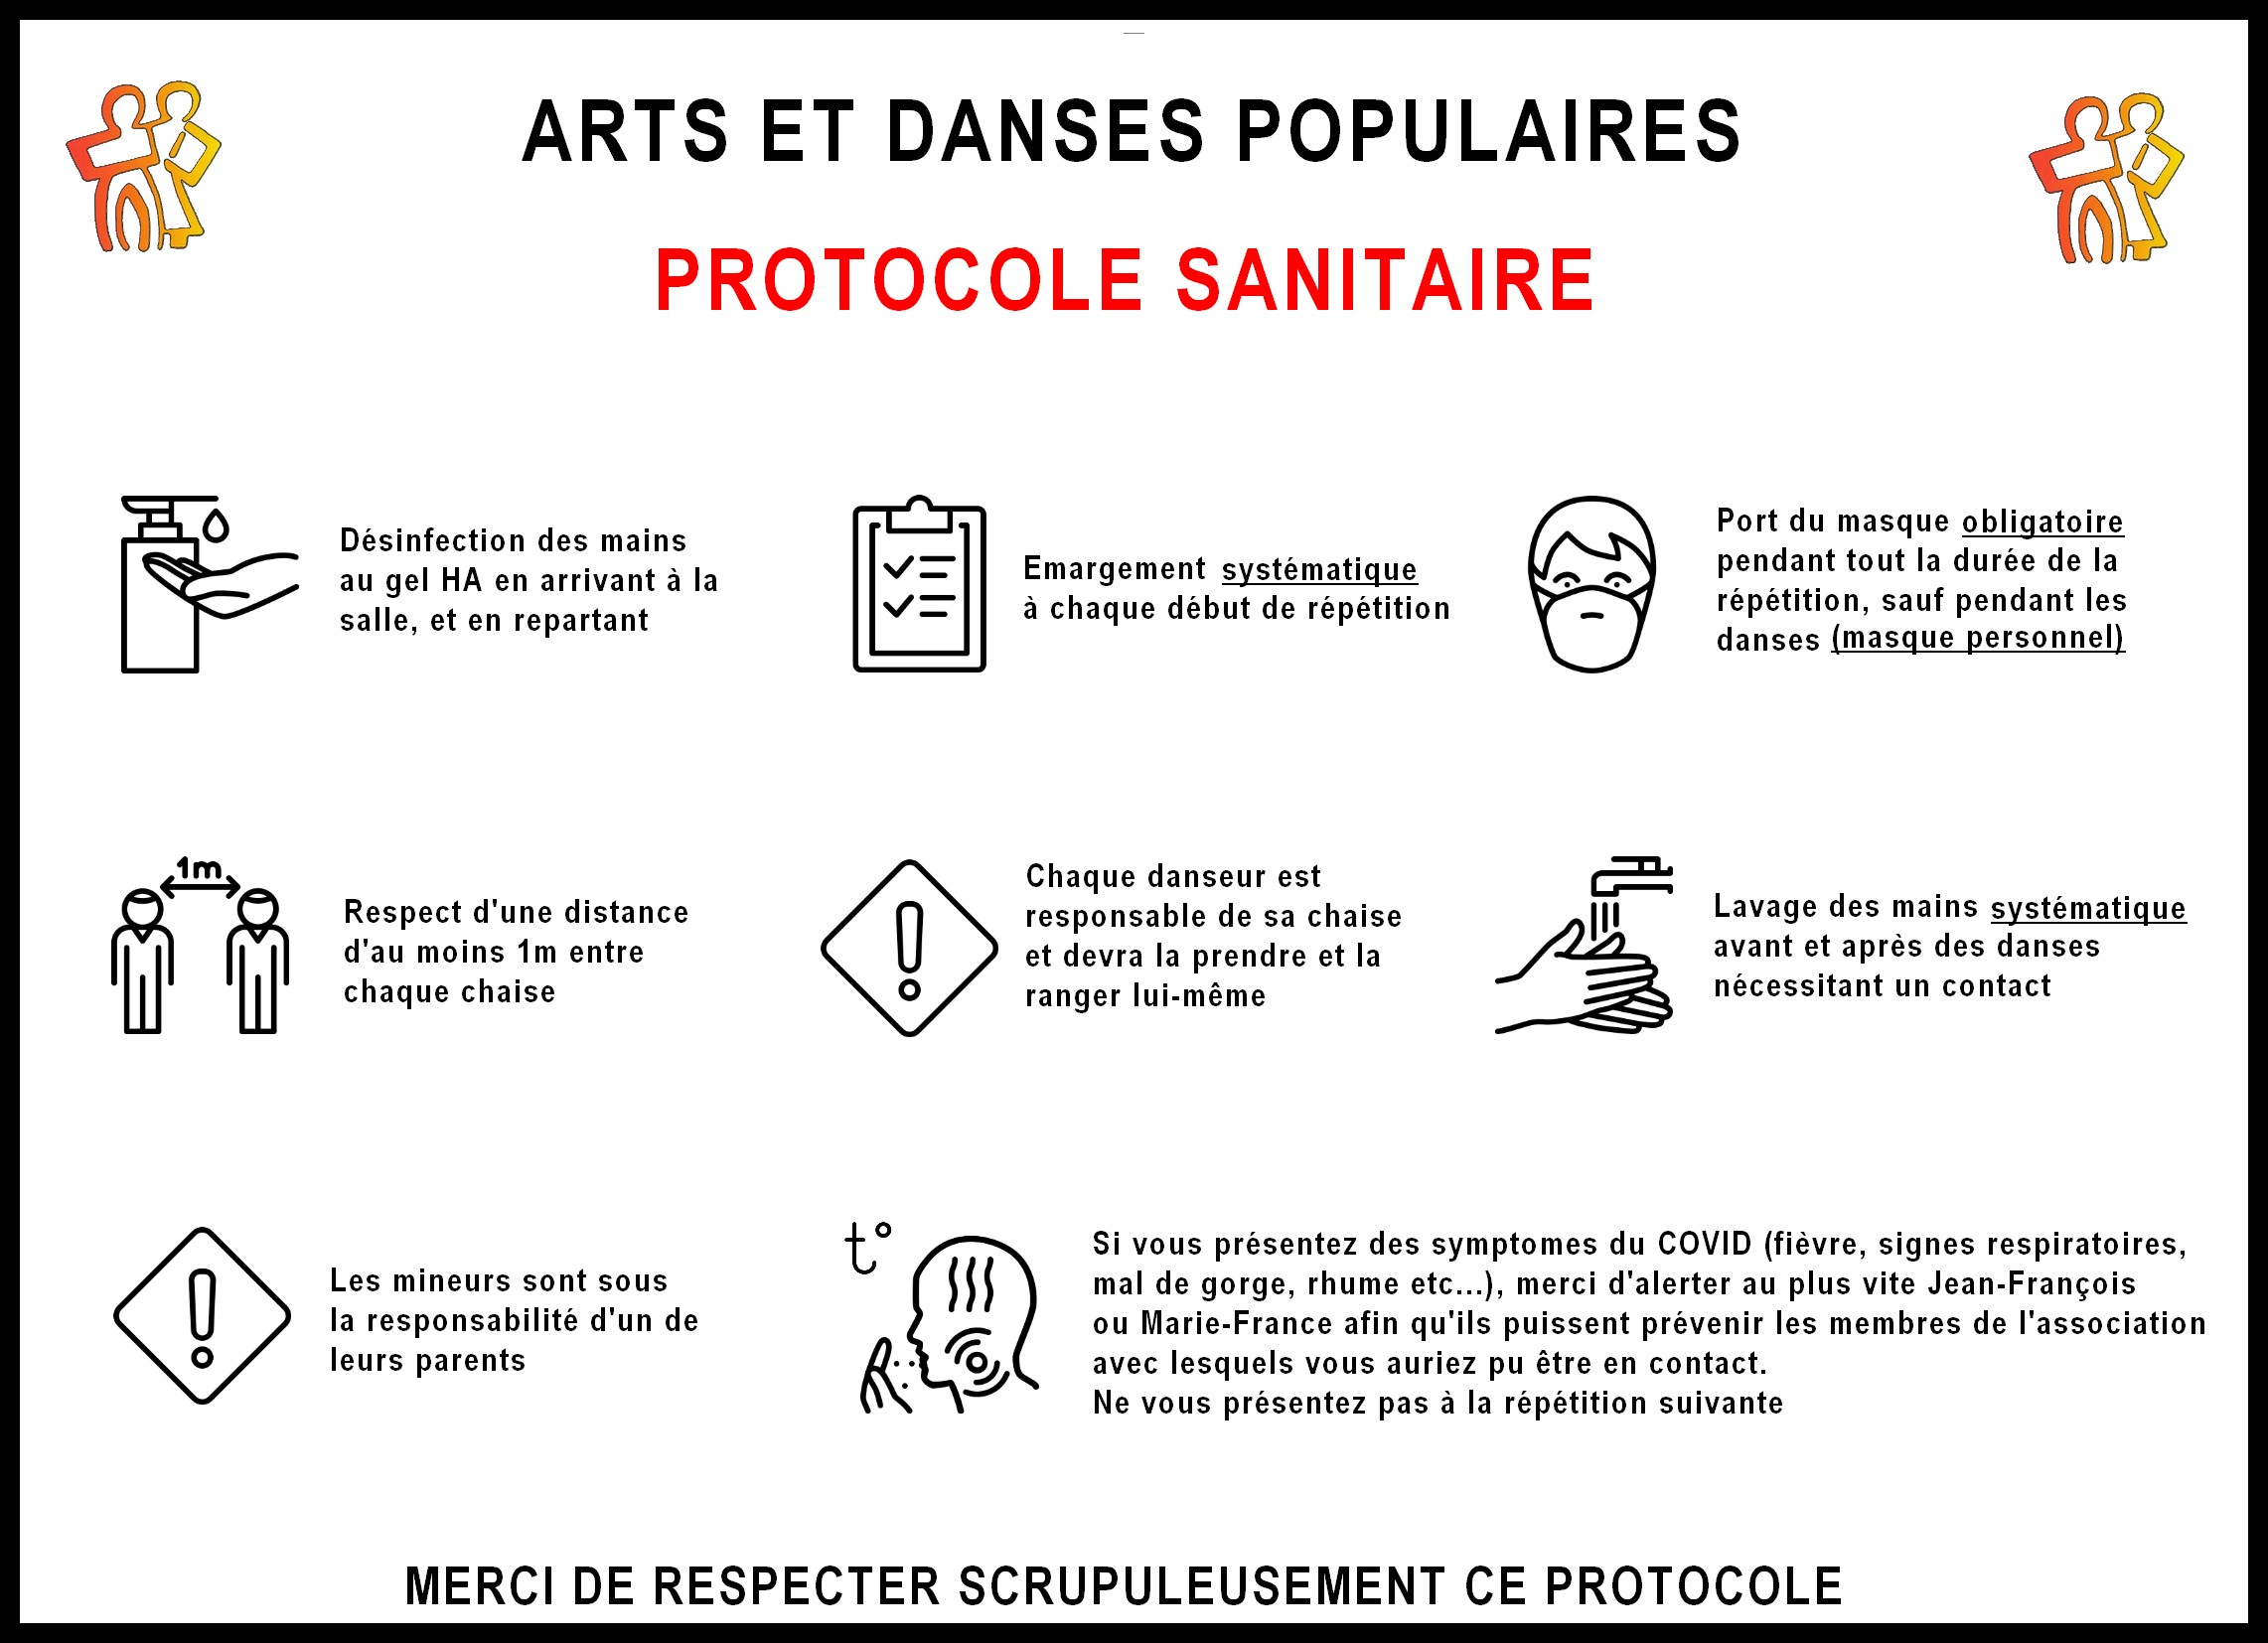 ARTS ET DANSES POPULAIRES
PROTOCOLE SANITAIRE
Désinfection des mains
au gel HA en arrivant à la
salle, et en repartant
Emargement systématique
à chaque début de répétition
Port du masque obligatoire
pendant tout la durée de la
répétition, sauf pendant les
danses (masque personnel)
1m
Respect d'une distance
d'au moins 1m entre
chaque chaise
Chaque danseur est
responsable de sa chaise
et devra la prendre et la
ranger lui-même
Lavage des mains systématique
avant et après des danses
nécessitant un contact
Les mineurs sont sous
la responsabilité d'un de
leurs parents
t°
Si vous présentez des symptomes du COVID (fièvre, signes respiratoires,
mal de gorge, rhume etc...), merci d'alerter au plus vite Jean-François
ou Marie-France afin qu'ils puissent prévenir les membres de l'association
avec lesquels vous auriez pu être en contact.
Ne vous présentez pas à la répétition suivante
MERCI DE RESPECTER SCRUPULEUSEMENT CE PROTOCOLE